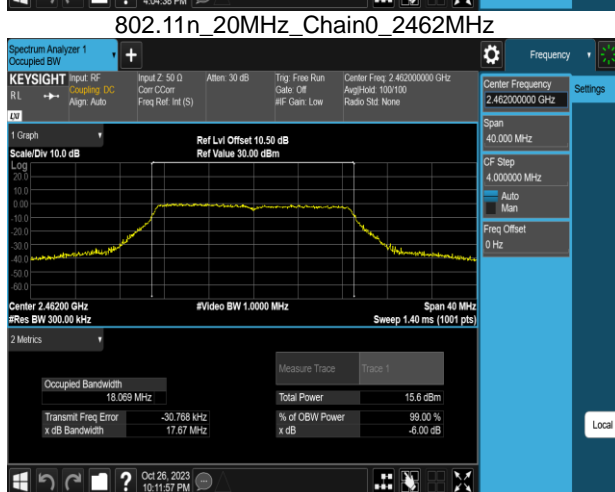 4:04:38 PM
802.11n_20MHz_Chain0_2462MHz
Spectrum Analyzer 1
Occupied BW
+
Frequency
KEYSIGHT
RL
LXI
Input: RF
Coupling: DC
Align: Auto
Input Z: 50 Ω
Corr CCorr
Freq Ref: Int (S)
Atten: 30 dB
Trig: Free Run
Gate: Off
#IF Gain: Low
Center Freq: 2.462000000 GHz
Avg|Hold: 100/100
Radio Std: None
Center Frequency
2.462000000 GHz
Settings
Span
40.000 MHz
CF Step
4.000000 MHz
Auto
Man
Freq Offset
0 Hz
Local
1 Graph
Scale/Div 10.0 dB
Ref Lvl Offset 10.50 dB
Ref Value 30.00 dBm
Log
20.0
10.0
0.00
-10.0
-20.0
-30.0
-40.0
-50.0
-60.0
Center 2.46200 GHz
#Res BW 300.00 kHz
#Video BW 1.0000 MHz
Span 40 MHz
Sweep 1.40 ms (1001 pts)
2 Metrics
Measure Trace
Trace 1
Occupied Bandwidth
18.069 MHz
Total Power
15.6 dBm
Transmit Freq Error
-30.768 kHz
% of OBW Power
99.00 %
x dB Bandwidth
17.67 MHz
x dB
-6.00 dB
?
Oct 26, 2023
10:11:57 PM